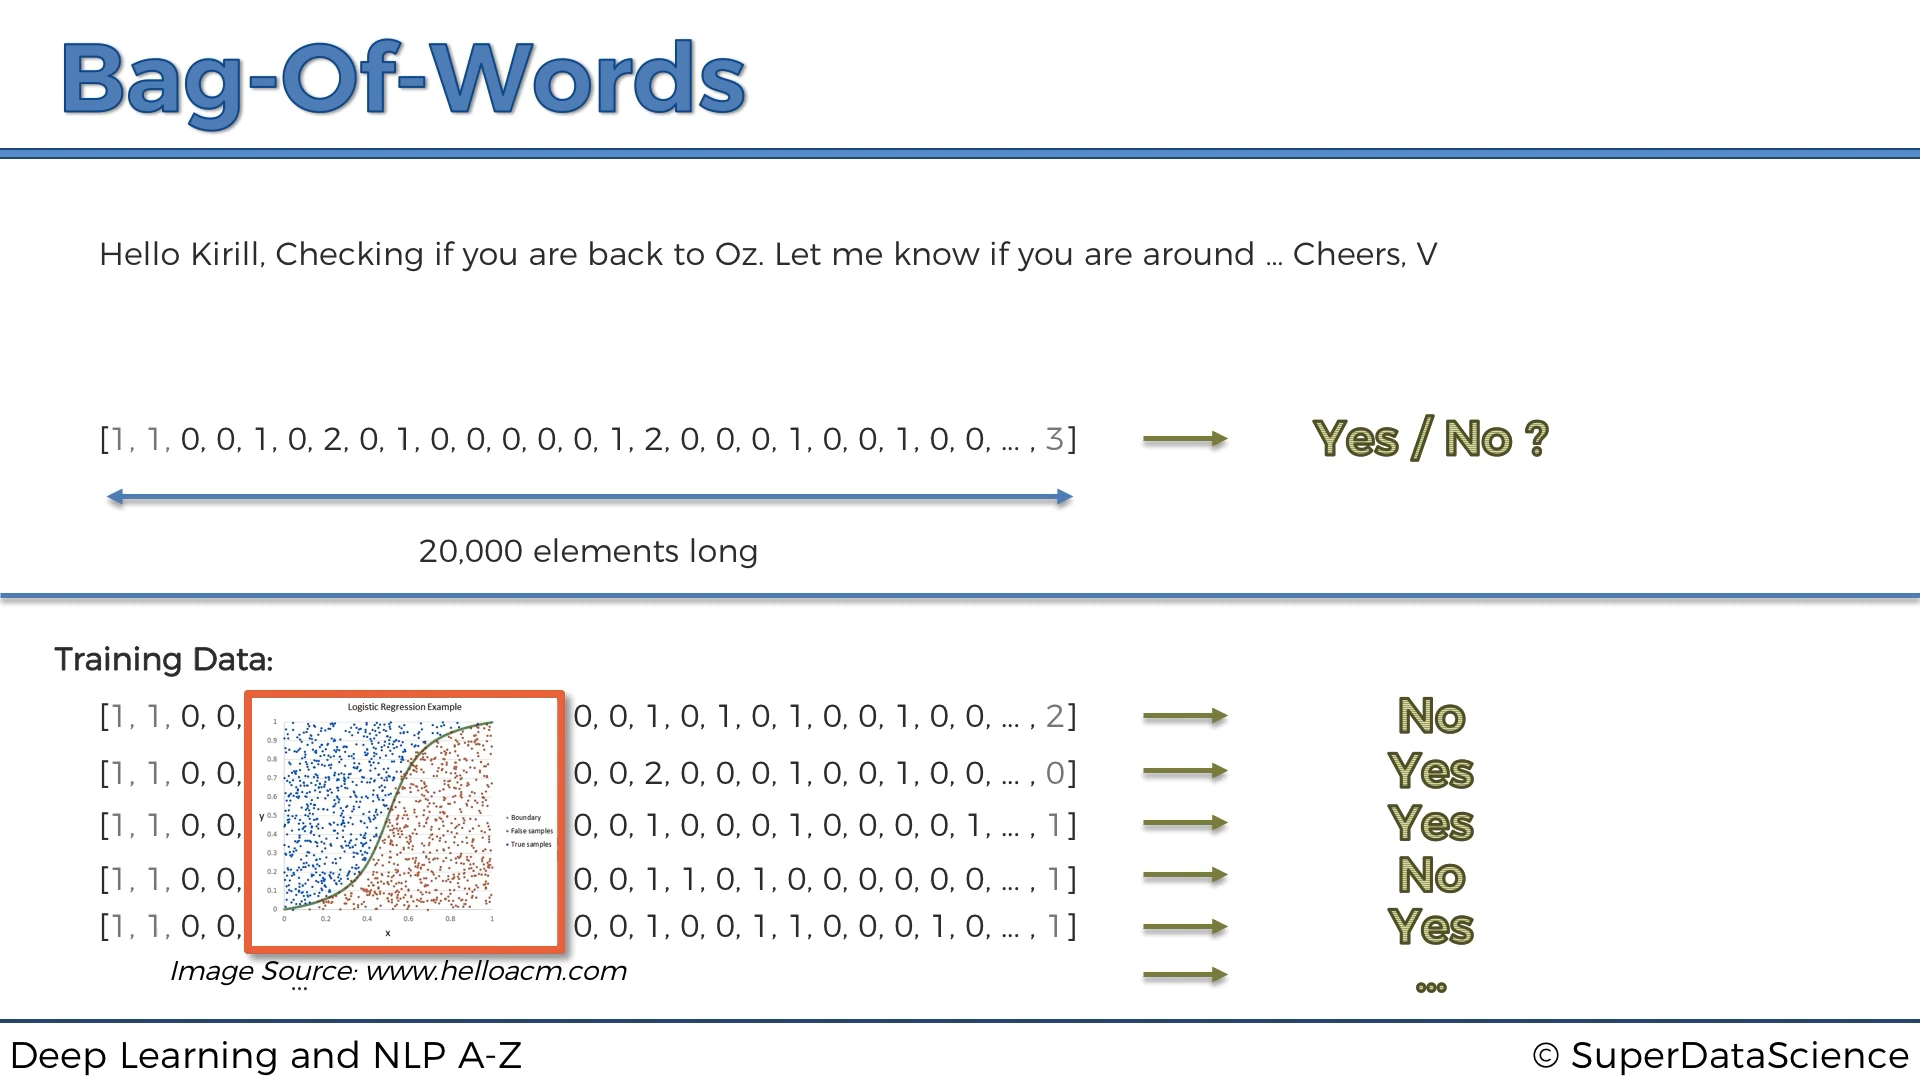 Bag-Of-Words
Hello Kirill, Checking if you are back to Oz. Let me know if you are around ... Cheers, V
[1, 1, 0, 0, 1, 0, 2, 0, 1, 0, 0, 0, 0, 0, 1, 2, 0, 0, 0, 1, 0, 0, 1, 0, 0, ... , 3]
Yes / No ?
20,000 elements long
Training Data:
[1, 1, 0, 0, 0, 0, 1, 0, 1, 0, 1, 0, 0, 1, 0, 0, ... , 2] No
[1, 1, 0, 0, 0, 0, 2, 0, 0, 0, 1, 0, 0, 1, 0, 0, ... , 0] Yes
[1, 1, 0, 0, 0, 0, 1, 0, 0, 0, 1, 0, 0, 0, 0, 1, ... , 1] Yes
[1, 1, 0, 0, 0, 0, 1, 1, 0, 1, 0, 0, 0, 0, 0, 0, ... , 1] No
[1, 1, 0, 0, 0, 0, 1, 0, 0, 1, 1, 0, 0, 0, 1, 0, ... , 1] Yes
... ...
Logistic Regression Example
1
0.9
0.8
0.7
0.6
y 0.5
0.4
0.3
0.2
0.1
0
0 0.2 0.4 0.6 0.8 1
x
Boundary
False samples
True samples
Image Source: www.helloacm.com
Deep Learning and NLP A-Z
© SuperDataScience